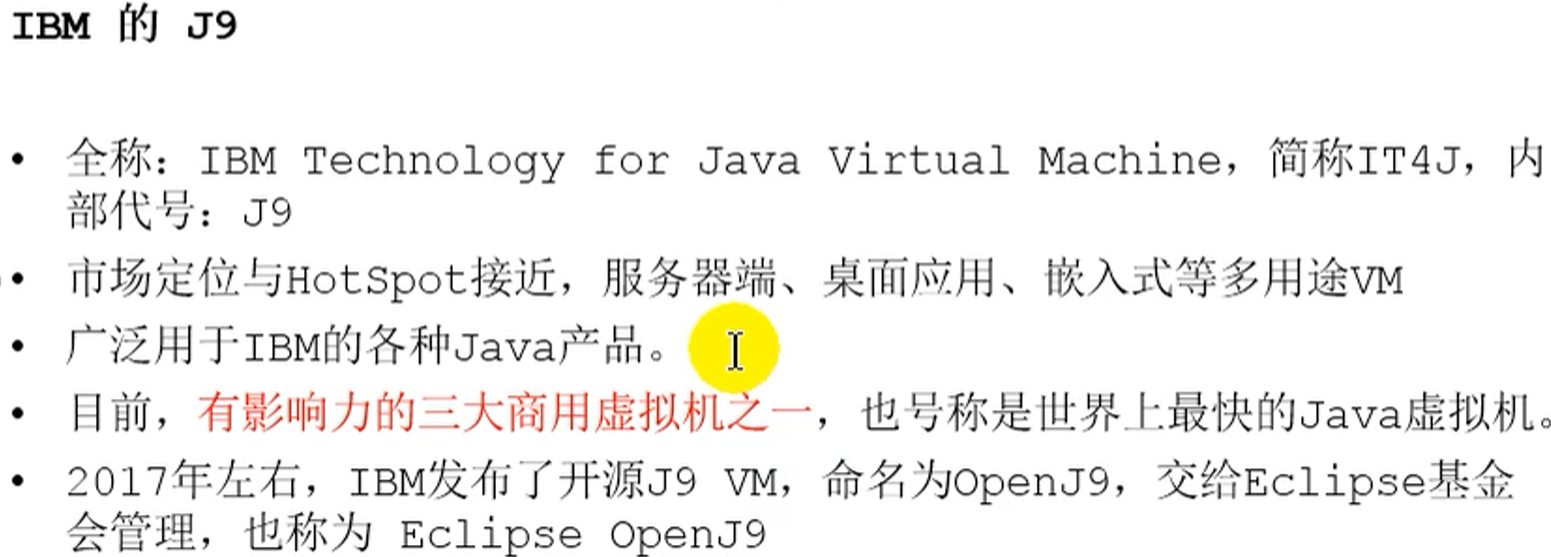 IBM 的 J9
• 全称：IBM Technology for Java Virtual Machine，简称IT4J，内
部代号：J9
• 市场定位与HotSpot接近，服务器端、桌面应用、嵌入式等多用途VM
• 广泛用于IBM的各种Java产品。
• 目前，有影响力的三大商用虚拟机之一，也号称是世界上最快的Java虚拟机。
• 2017年左右，IBM发布了开源J9 VM，命名为OpenJ9，交给Eclipse基金
会管理，也称为 Eclipse OpenJ9